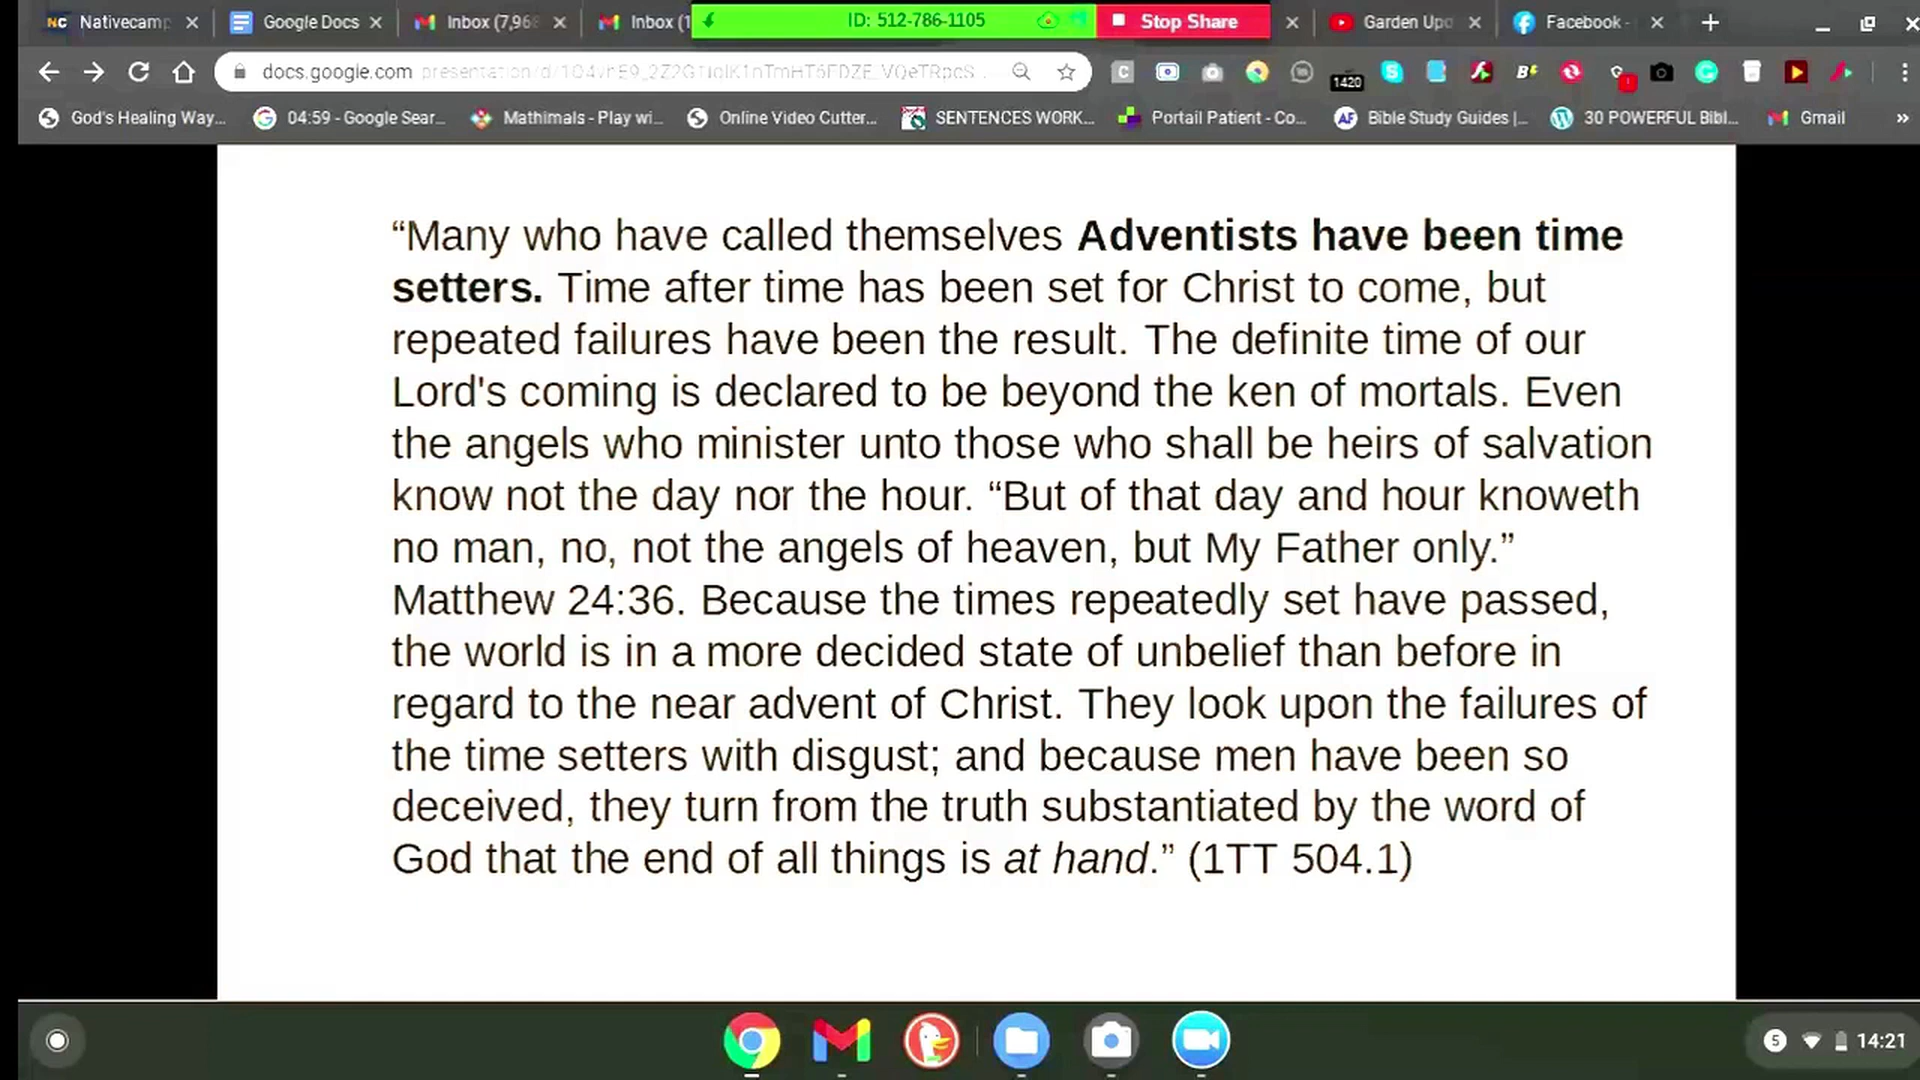 Nativecamp
Google Docs
Inbox (7,96
Inbox (1
ID: 512-786-1105
Stop Share
Garden Upd
Facebook -
docs.google.com
1420
God's Healing Way...
04:59 - Google Sear...
Mathimals - Play wi...
Online Video Cutter...
SENTENCES WORK...
Portail Patient - Co...
Bible Study Guides |...
30 POWERFUL Bibl...
Gmail
“Many who have called themselves Adventists have been time
setters. Time after time has been set for Christ to come, but
repeated failures have been the result. The definite time of our
Lord's coming is declared to be beyond the ken of mortals. Even
the angels who minister unto those who shall be heirs of salvation
know not the day nor the hour. “But of that day and hour knoweth
no man, no, not the angels of heaven, but My Father only.”
Matthew 24:36. Because the times repeatedly set have passed,
the world is in a more decided state of unbelief than before in
regard to the near advent of Christ. They look upon the failures of
the time setters with disgust; and because men have been so
deceived, they turn from the truth substantiated by the word of
God that the end of all things is at hand.” (1TT 504.1)
5
14:21